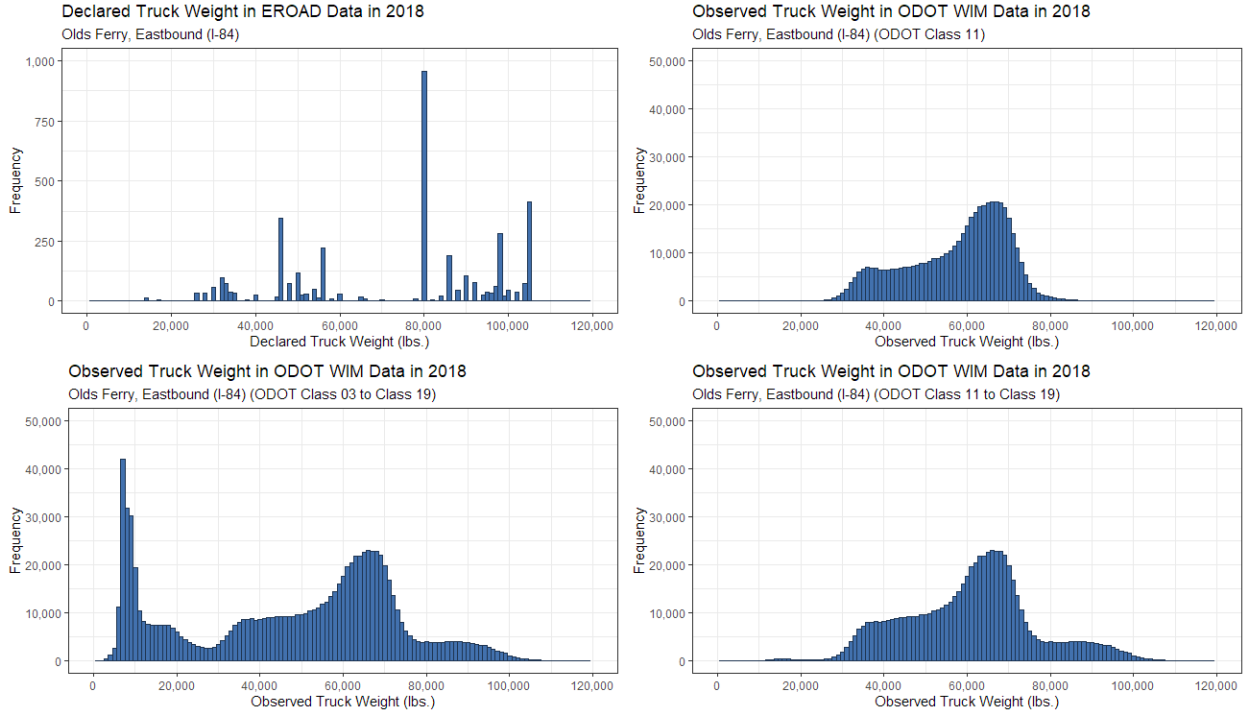 Declared Truck Weight in EROAD Data in 2018
Olds Ferry, Eastbound (I-84)
1,000
750
500
250
0
Frequency
0 20,000 40,000 60,000 80,000 100,000 120,000
Declared Truck Weight (lbs.)
Observed Truck Weight in ODOT WIM Data in 2018
Olds Ferry, Eastbound (I-84) (ODOT Class 11)
50,000
40,000
30,000
20,000
10,000
0
Frequency
0 20,000 40,000 60,000 80,000 100,000 120,000
Observed Truck Weight (lbs.)
Observed Truck Weight in ODOT WIM Data in 2018
Olds Ferry, Eastbound (I-84) (ODOT Class 03 to Class 19)
50,000
40,000
30,000
20,000
10,000
0
Frequency
0 20,000 40,000 60,000 80,000 100,000 120,000
Observed Truck Weight (lbs.)
Observed Truck Weight in ODOT WIM Data in 2018
Olds Ferry, Eastbound (I-84) (ODOT Class 11 to Class 19)
50,000
40,000
30,000
20,000
10,000
0
Frequency
0 20,000 40,000 60,000 80,000 100,000 120,000
Observed Truck Weight (lbs.)